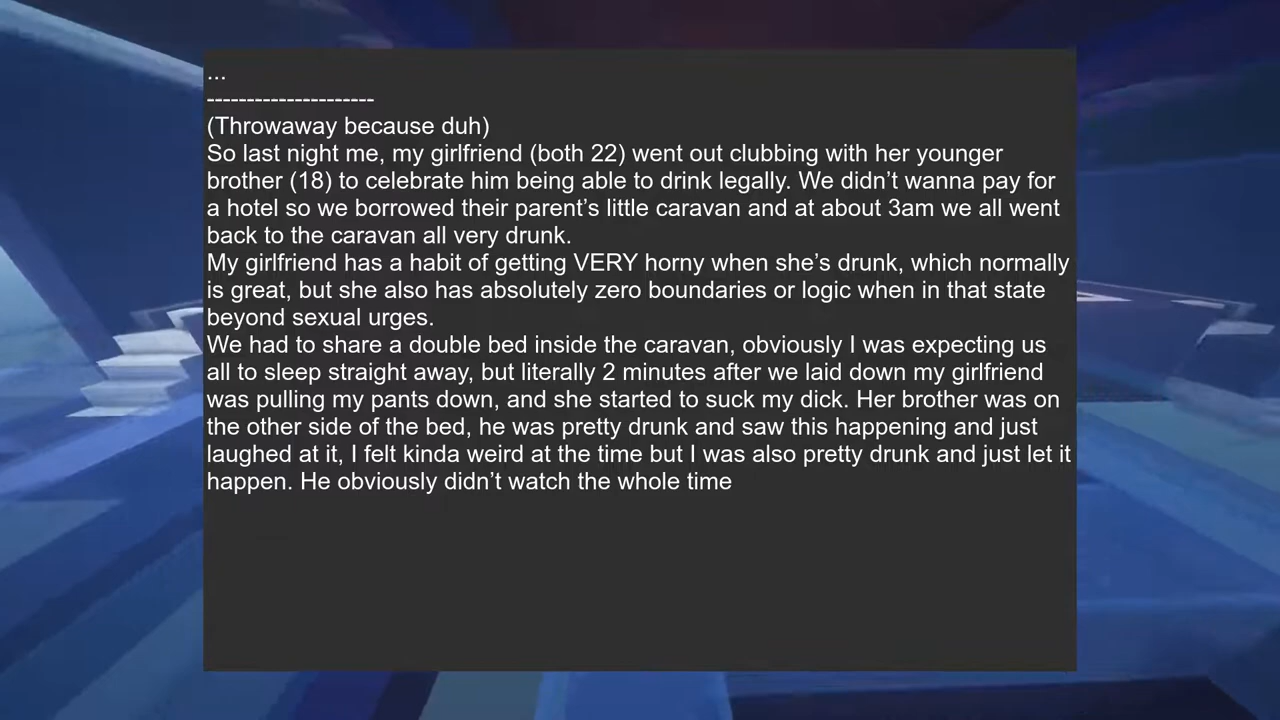 ...
---------------------
(Throwaway because duh)
So last night me, my girlfriend (both 22) went out clubbing with her younger
brother (18) to celebrate him being able to drink legally. We didn’t wanna pay for
a hotel so we borrowed their parent’s little caravan and at about 3am we all went
back to the caravan all very drunk.
My girlfriend has a habit of getting VERY horny when she’s drunk, which normally
is great, but she also has absolutely zero boundaries or logic when in that state
beyond sexual urges.
We had to share a double bed inside the caravan, obviously I was expecting us
all to sleep straight away, but literally 2 minutes after we laid down my girlfriend
was pulling my pants down, and she started to suck my dick. Her brother was on
the other side of the bed, he was pretty drunk and saw this happening and just
laughed at it, I felt kinda weird at the time but I was also pretty drunk and just let it
happen. He obviously didn’t watch the whole time